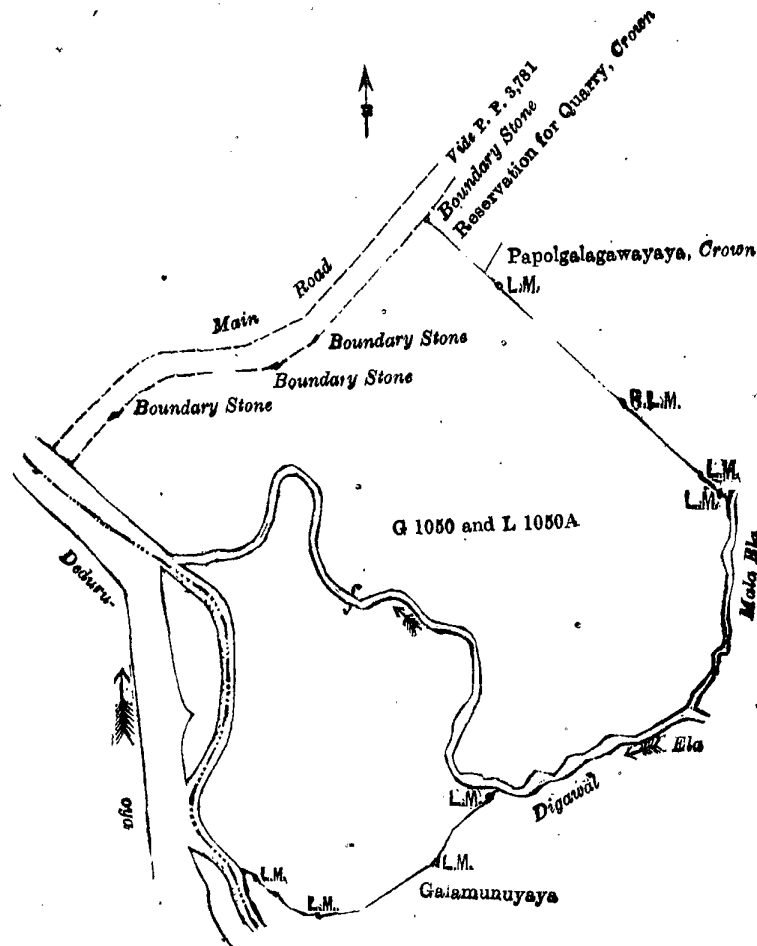 Vide P. P. 3,781
Boundary Stone
Reservation for Quarry, Crown
Papolgalagawayaya, Crown
L.M.
Main Road
Boundary Stone
Boundary Stone
Boundary Stone
B.L.M.
L.M.
L.M.
G 1050 and L 1050A
Deduru-
oya
Mala Ela
Digawal Ela
L.M.
L.M.
Galamunuyaya
L.M.
L.M.